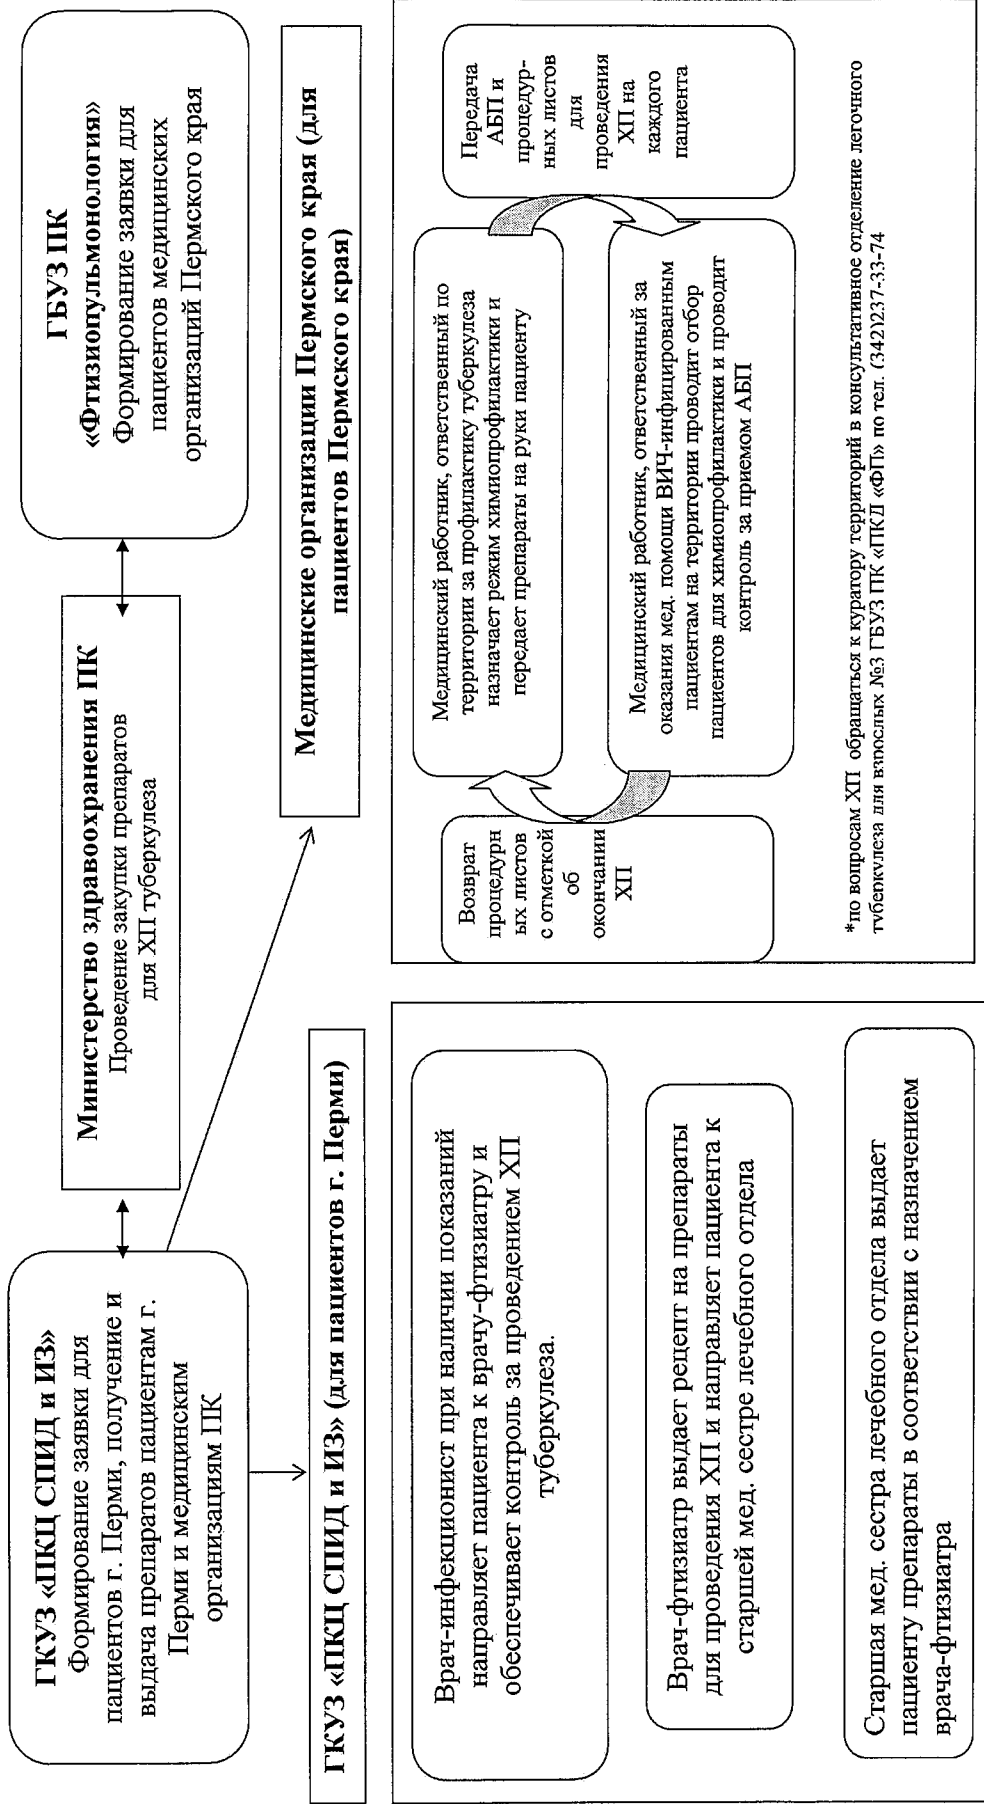 ГКУЗ «ПКЦ СПИД и ИЗ»
Формирование заявки для
пациентов г. Перми, получение и
выдача препаратов пациентам г.
Перми и медицинским
организациям ПК
Министерство здравоохранения ПК
Проведение закупки препаратов
для ХП туберкулеза
ГБУЗ ПК
«Фтизиопульмонология»
Формирование заявки для
пациентов медицинских
организаций Пермского края
ГКУЗ «ПКЦ СПИД и ИЗ» (для пациентов г. Перми)
Врач-инфекционист при наличии показаний
направляет пациента к врачу-фтизиатру и
обеспечивает контроль за проведением ХП
туберкулеза.
Врач-фтизиатр выдает рецепт на препараты
для проведения ХП и направляет пациента к
старшей мед. сестре лечебного отдела
Старшая мед. сестра лечебного отдела выдает
пациенту препараты в соответствии с назначением
врача-фтизиатра
Медицинские организации Пермского края (для
пациентов Пермского края)
Возврат
процедурн
ых листов
с отметкой
об
окончании
ХП
Медицинский работник, ответственный по
территории за профилактику туберкулеза
назначает режим химиопрофилактики и
передает препараты на руки пациенту
Медицинский работник, ответственный за
оказания мед. помощи ВИЧ-инфицированным
пациентам на территории проводит отбор
пациентов для химиопрофилактики и проводит
контроль за приемом АБП
Передача
АБП и
процедур-
ных листов
для
проведения
ХП на
каждого
пациента
*по вопросам ХП обращаться к куратору территорий в консультативное отделение легочного
туберкулеза для взрослых №3 ГБУЗ ПК «ПКД «ФП» по тел. (342)237-33-74